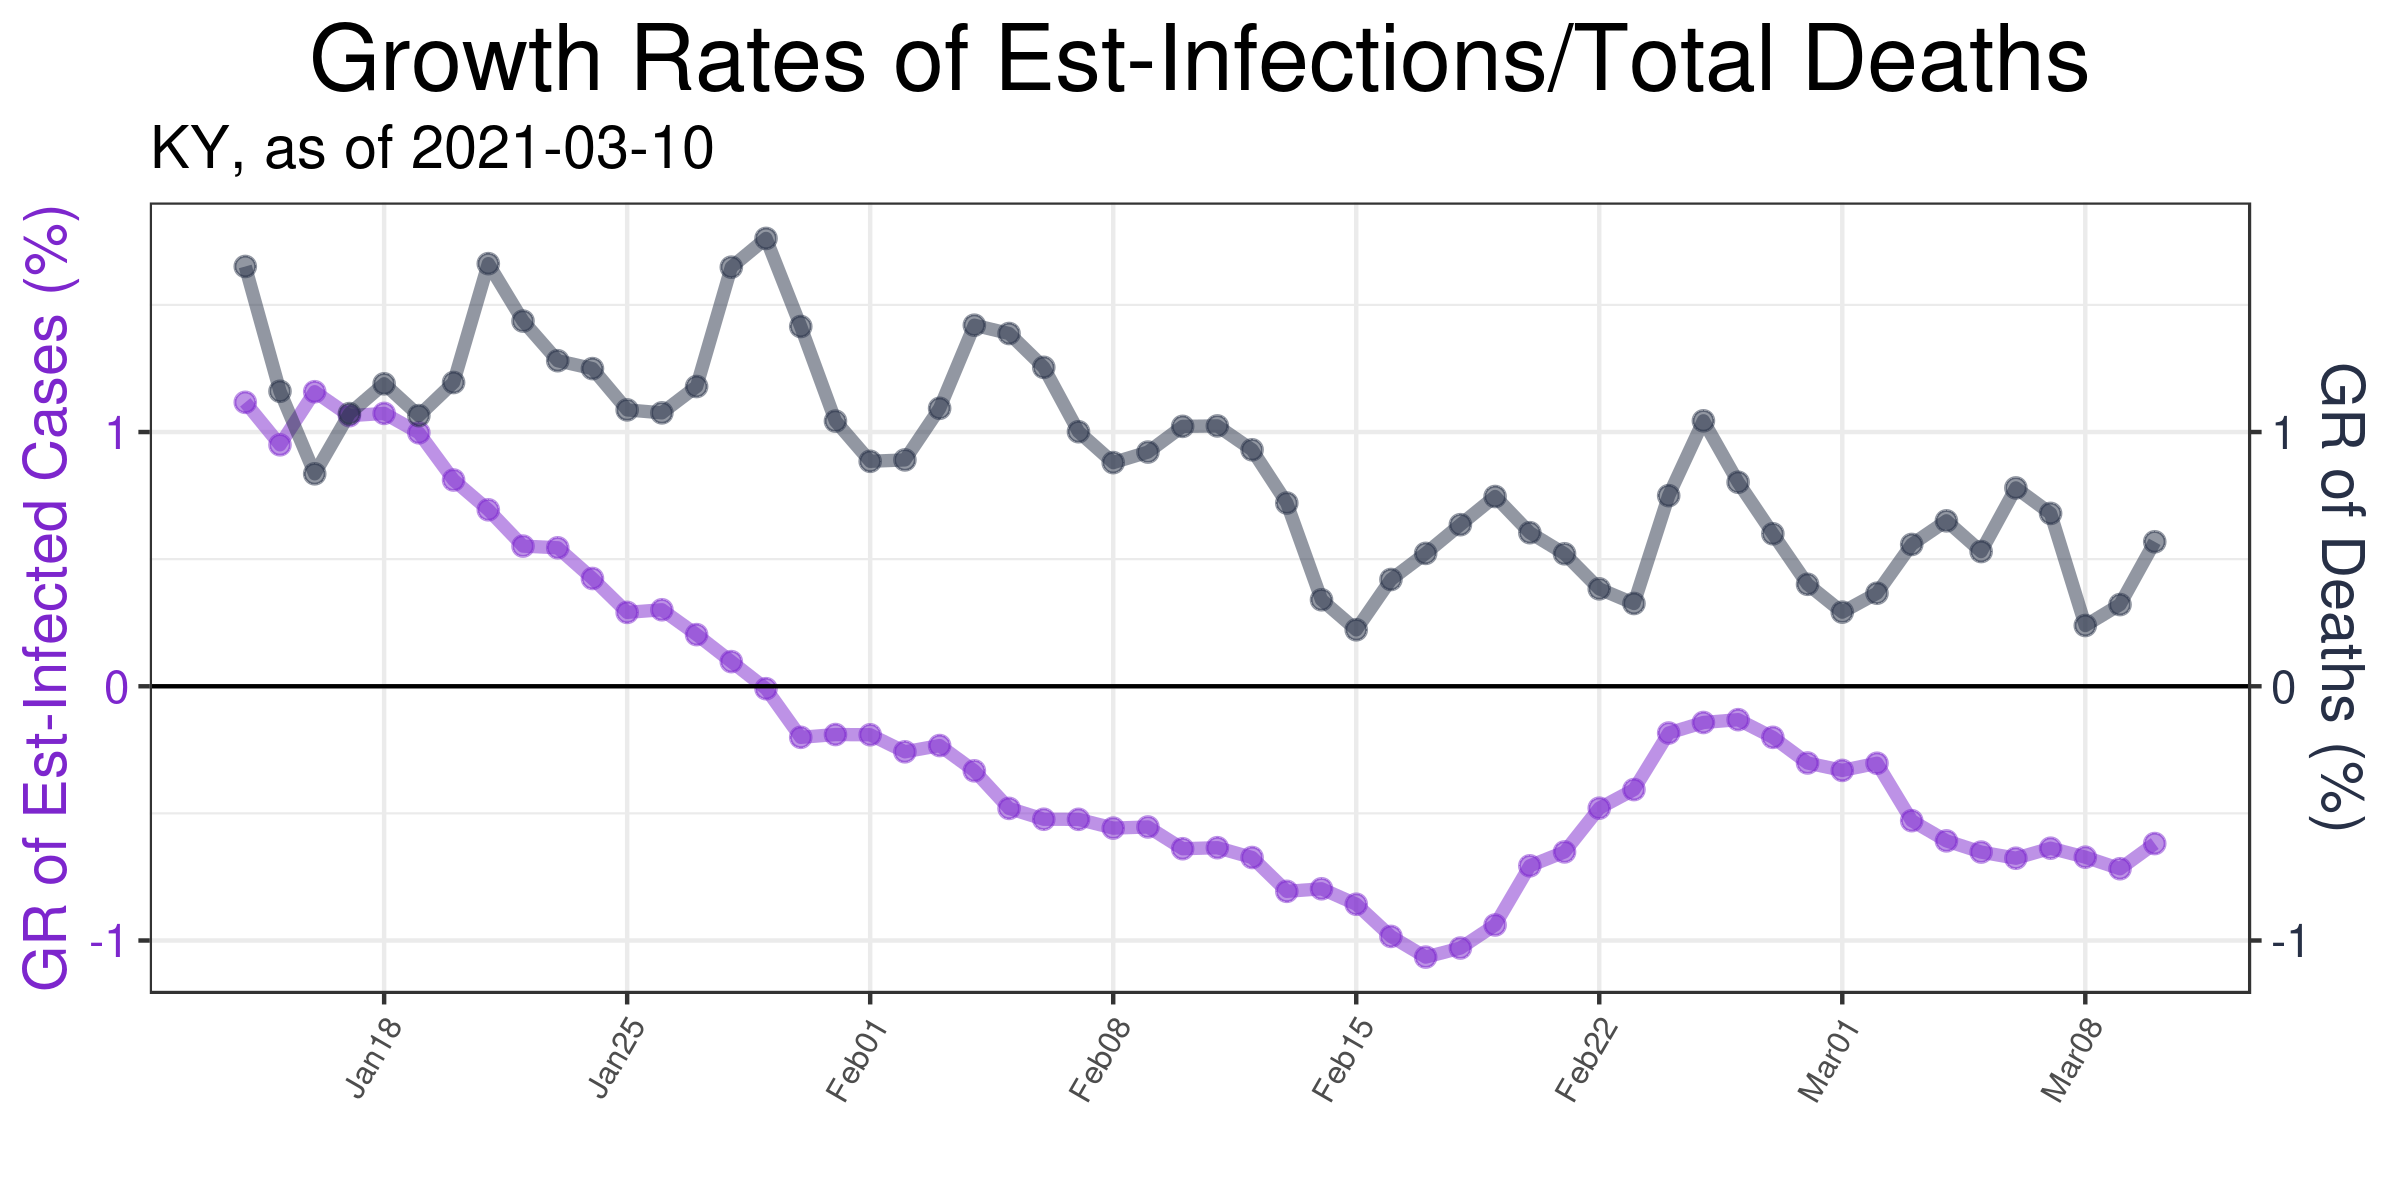 Growth Rates of Est-Infections/Total Deaths
KY, as of 2021-03-10
GR of Est-Infected Cases (%)
1
0
-1
1
0
-1
GR of Deaths (%)
Jan18
Jan25
Feb01
Feb08
Feb15
Feb22
Mar01
Mar08